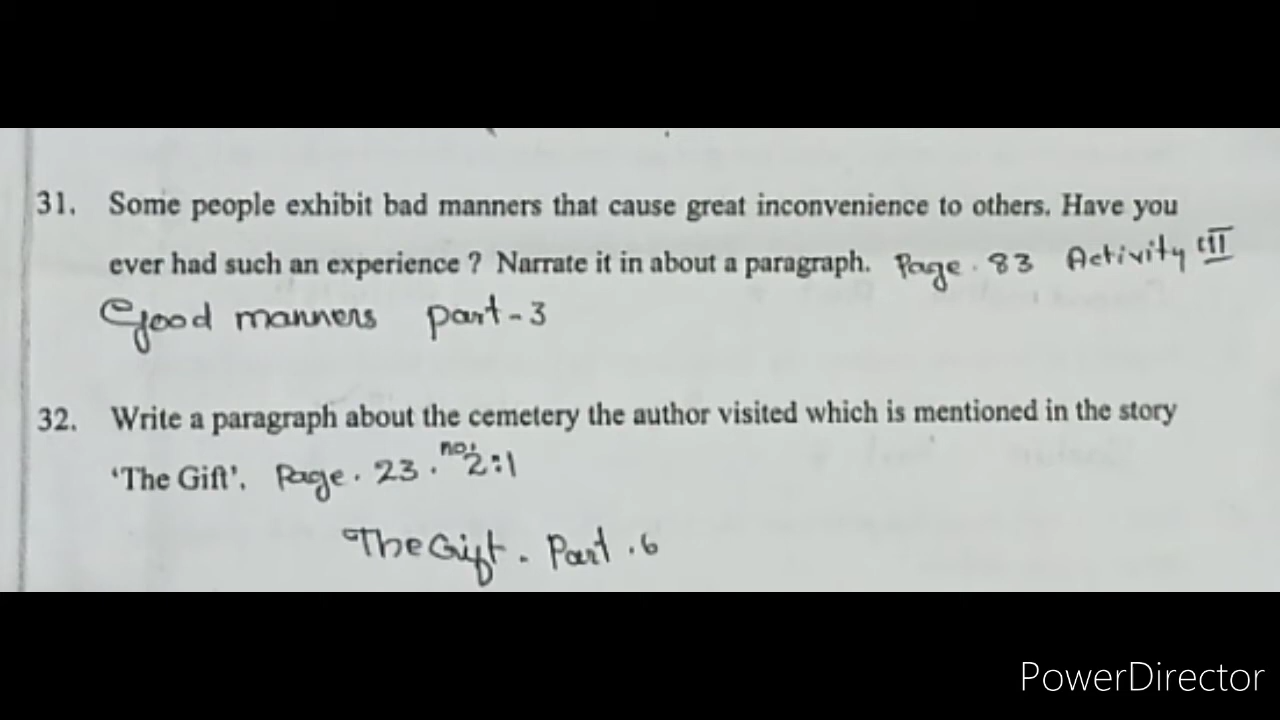 31. Some people exhibit bad manners that cause great inconvenience to others. Have you
ever had such an experience ? Narrate it in about a paragraph. Page . 83 Activity III
Good manners part - 3
32. Write a paragraph about the cemetery the author visited which is mentioned in the story
'The Gift'. Page . 23 . no: 2:1
The Gift . Part . 6
PowerDirector